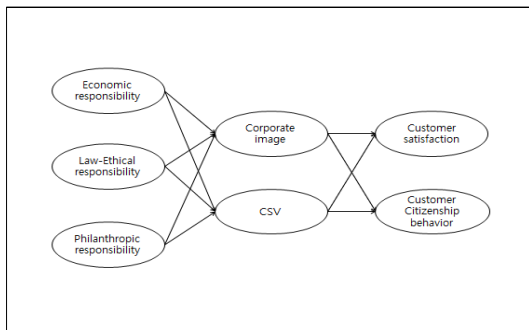 Economic
responsibility
Law-Ethical
responsibility
Philanthropic
responsibility
Corporate
image
CSV
Customer
satisfaction
Customer
Citizenship
behavior